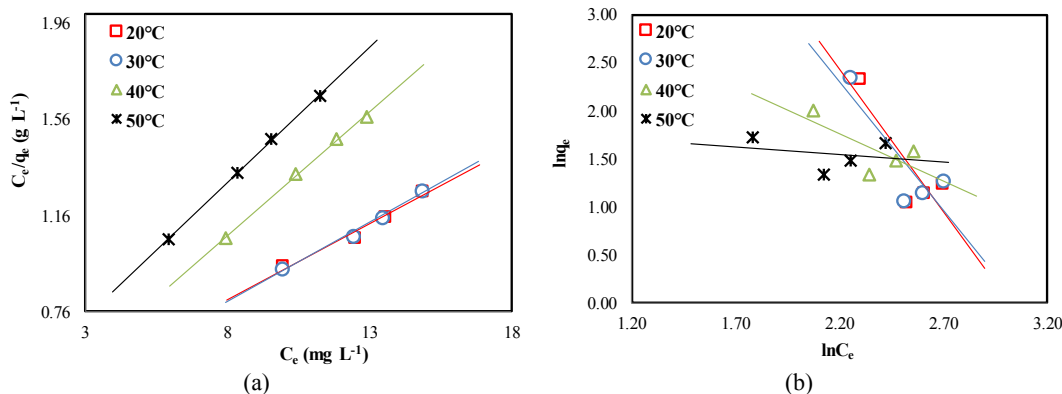 1.96
1.56
1.16
0.76
Cₑ/qₑ (g L⁻¹)
20°C
30°C
40°C
50°C
3
8
13
18
Cₑ (mg L⁻¹)
(a)
1.00
2.50
2.00
1.50
1.00
0.50
0.00
lnqₑ
20°C
30°C
40°C
50°C
1.20
1.70
2.20
2.70
3.20
lnCₑ
(b)